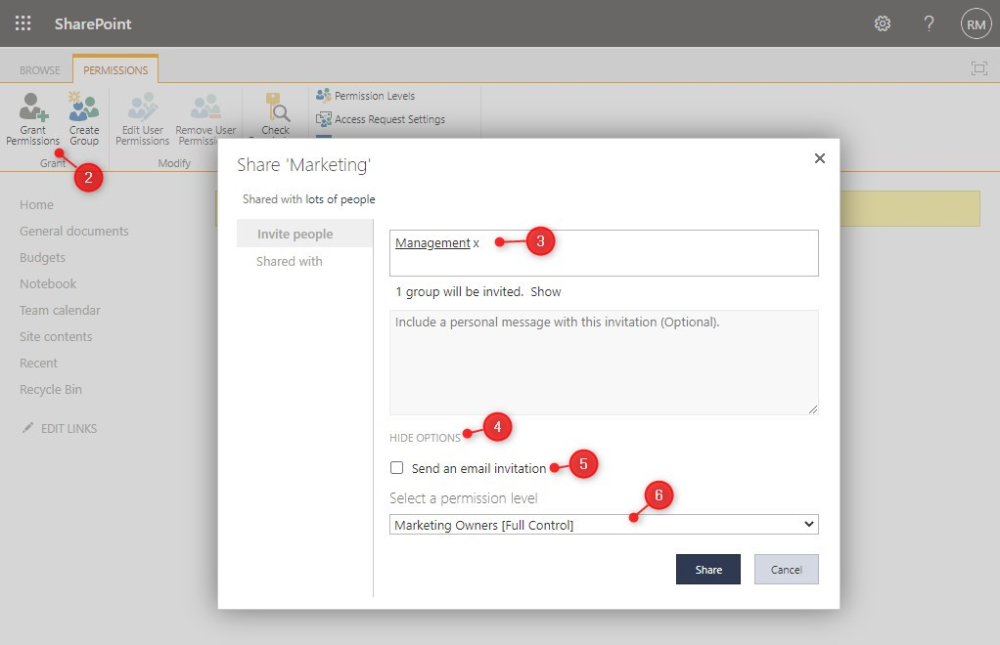 SharePoint
?
RM
BROWSE
PERMISSIONS
Grant
Permissions
Create
Group
Edit User
Permissions
Remove User
Check
Permission Levels
Access Request Settings
Grant
Modify
2
Home
General documents
Budgets
Notebook
Team calendar
Site contents
Recent
Recycle Bin
EDIT LINKS
Share 'Marketing'
Shared with lots of people
Invite people
Shared with
Management x
3
1 group will be invited. Show
Include a personal message with this invitation (Optional).
HIDE OPTIONS
4
Send an email invitation
5
Select a permission level
6
Marketing Owners [Full Control]
Share
Cancel